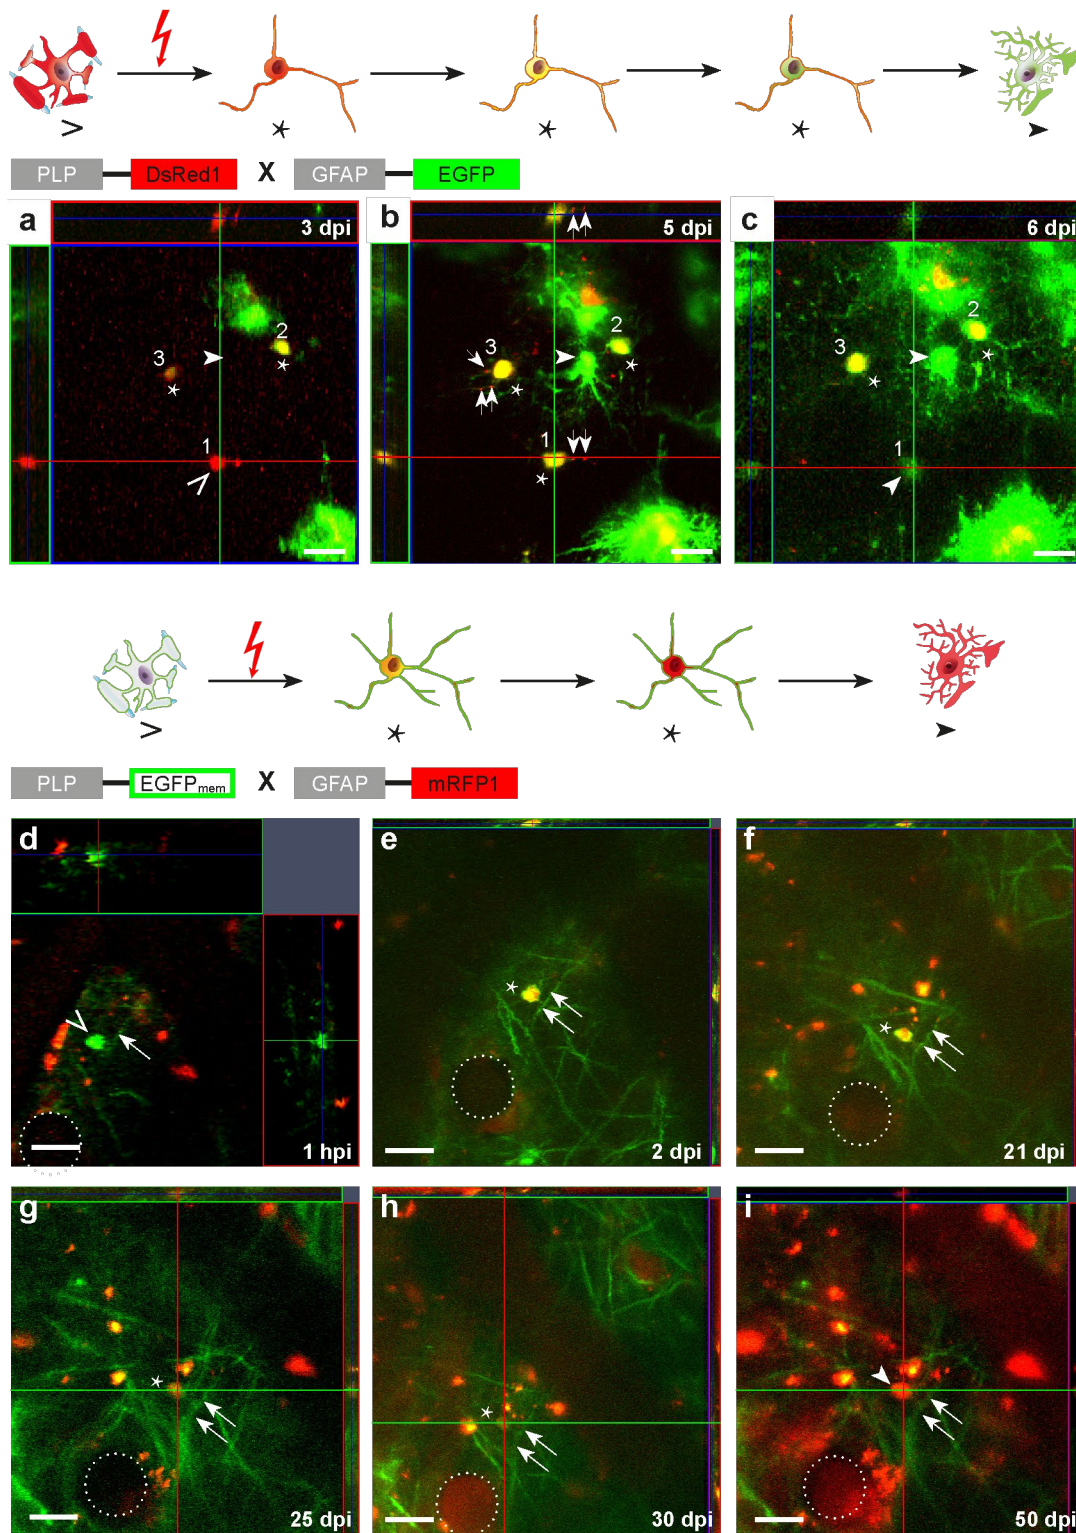 PLP DsRed1 X GFAP EGFP
a 3 dpi b 5 dpi c 6 dpi
2 2 2
3 3 3
1 1 1
PLP EGFPmem X GFAP mRFP1
d 1 hpi e 2 dpi f 21 dpi
g 25 dpi h 30 dpi i 50 dpi